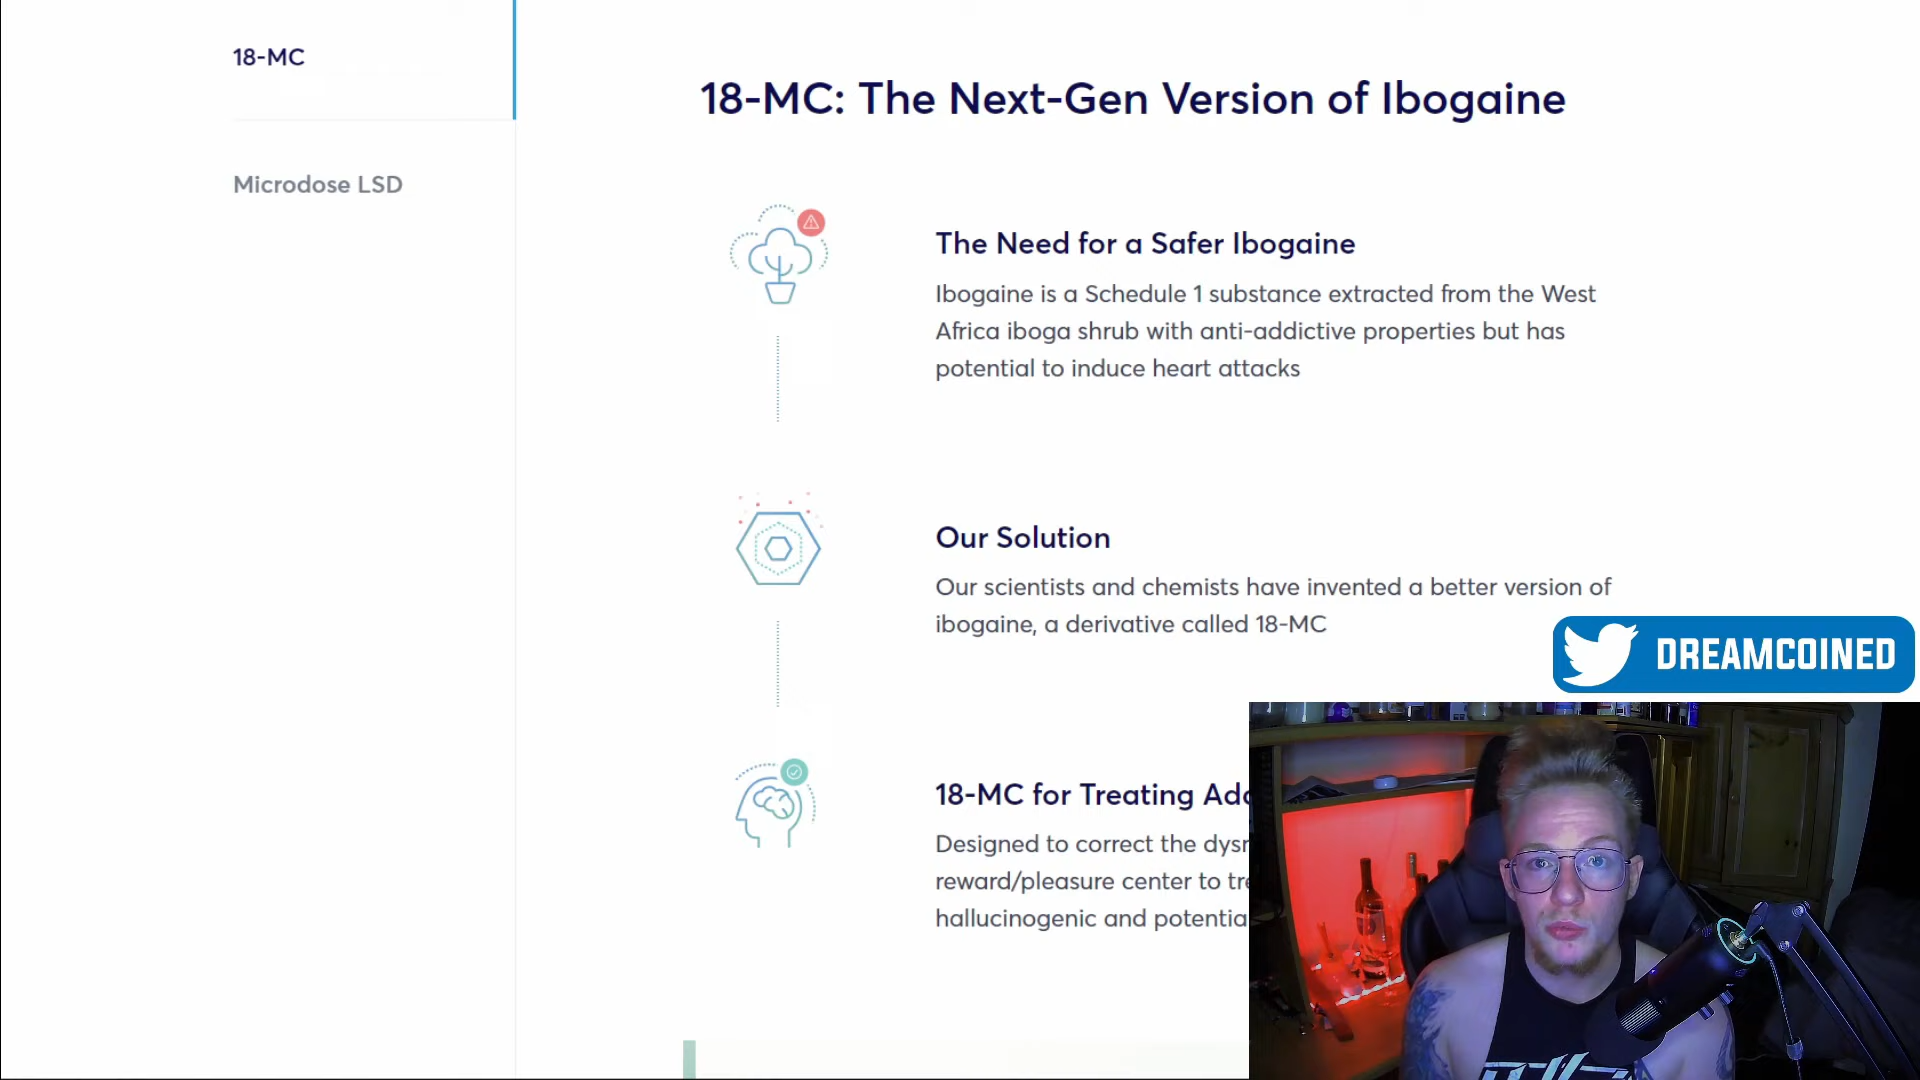 18-MC
Microdose LSD
18-MC: The Next-Gen Version of Ibogaine
The Need for a Safer Ibogaine
Ibogaine is a Schedule 1 substance extracted from the West
Africa iboga shrub with anti-addictive properties but has
potential to induce heart attacks
Our Solution
Our scientists and chemists have invented a better version of
ibogaine, a derivative called 18-MC
DREAMCOINED
18-MC for Treating
Designed to correct the
reward/pleasure center to
hallucinogenic and